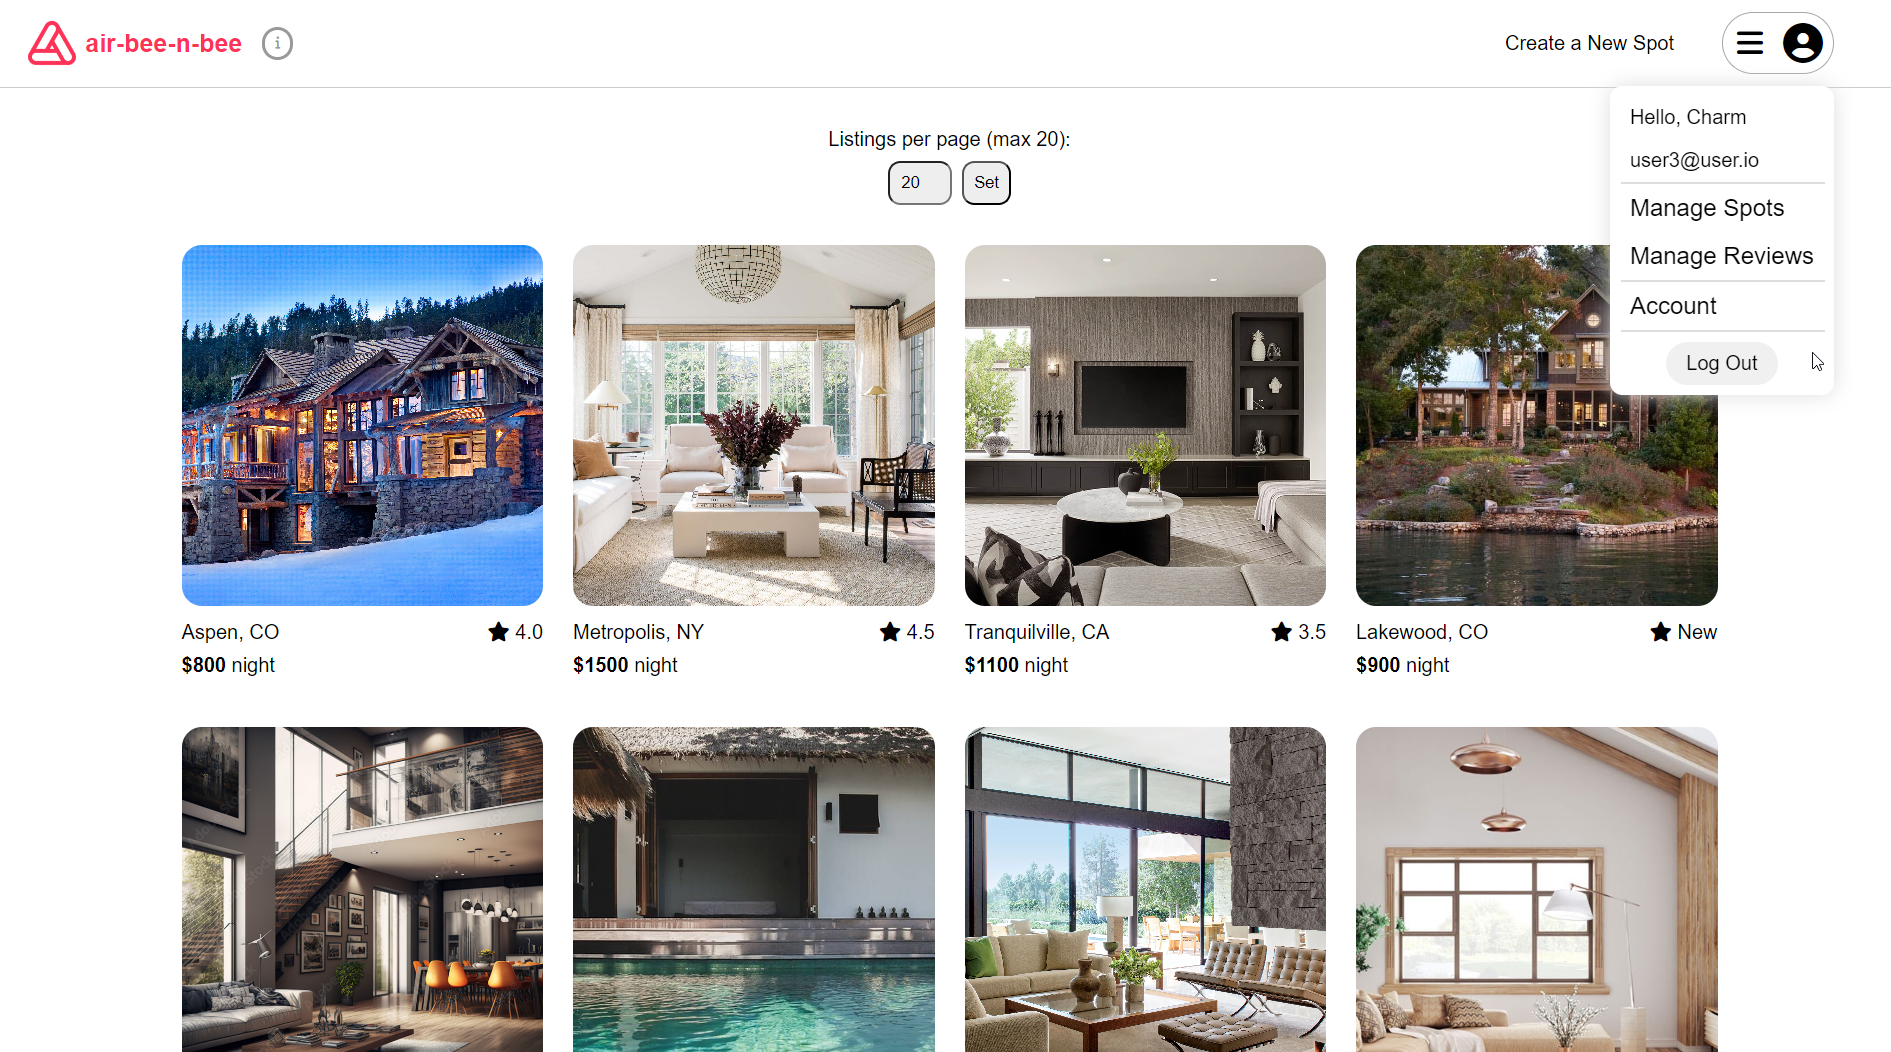 air-bee-n-bee
i
Create a New Spot
Hello, Charm
user3@user.io
Manage Spots
Manage Reviews
Account
Log Out
Listings per page (max 20):
20 Set
Aspen, CO 4.0
$800 night
Metropolis, NY 4.5
$1500 night
Tranquilville, CA 3.5
$1100 night
Lakewood, CO New
$900 night